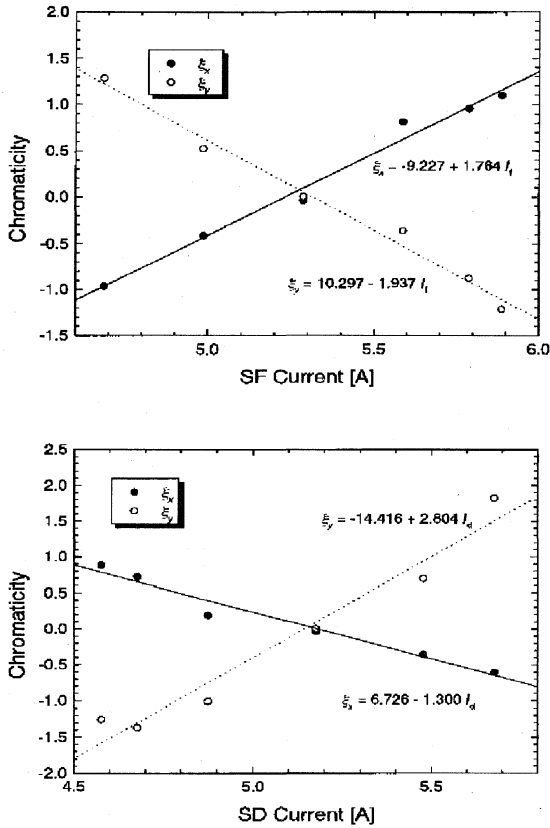 2.0
1.5
1.0
0.5
0.0
-0.5
-1.0
-1.5
Chromaticity
ξx
ξy
ξx = -9.227 + 1.764 If
ξy = 10.297 - 1.937 If
5.0
5.5
6.0
SF Current [A]
2.5
2.0
1.5
1.0
0.5
0.0
-0.5
-1.0
-1.5
-2.0
Chromaticity
ξx
ξy
ξy = -14.416 + 2.804 Id
ξx = 6.726 - 1.300 Id
4.5
5.0
5.5
SD Current [A]